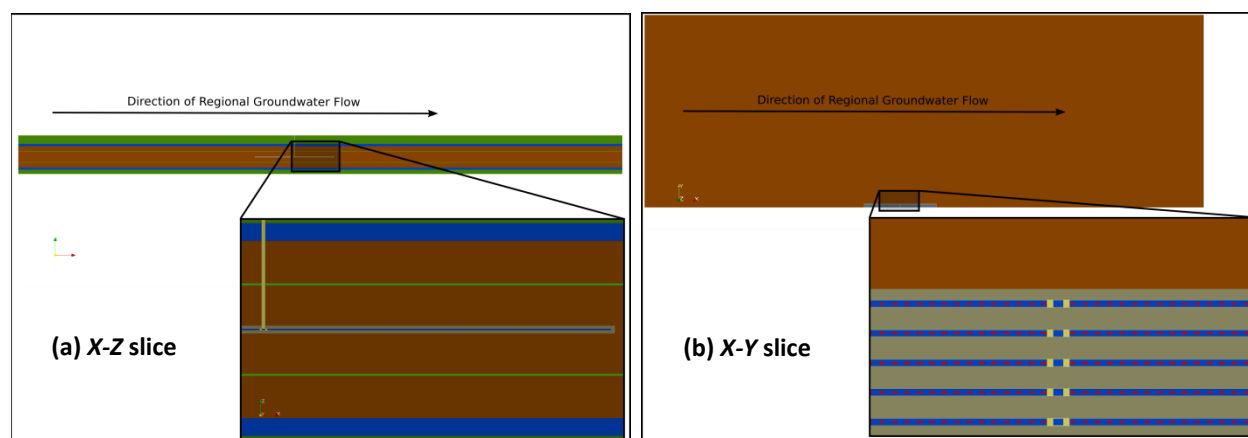 Direction of Regional Groundwater Flow
(a) X-Z slice
Direction of Regional Groundwater Flow
(b) X-Y slice